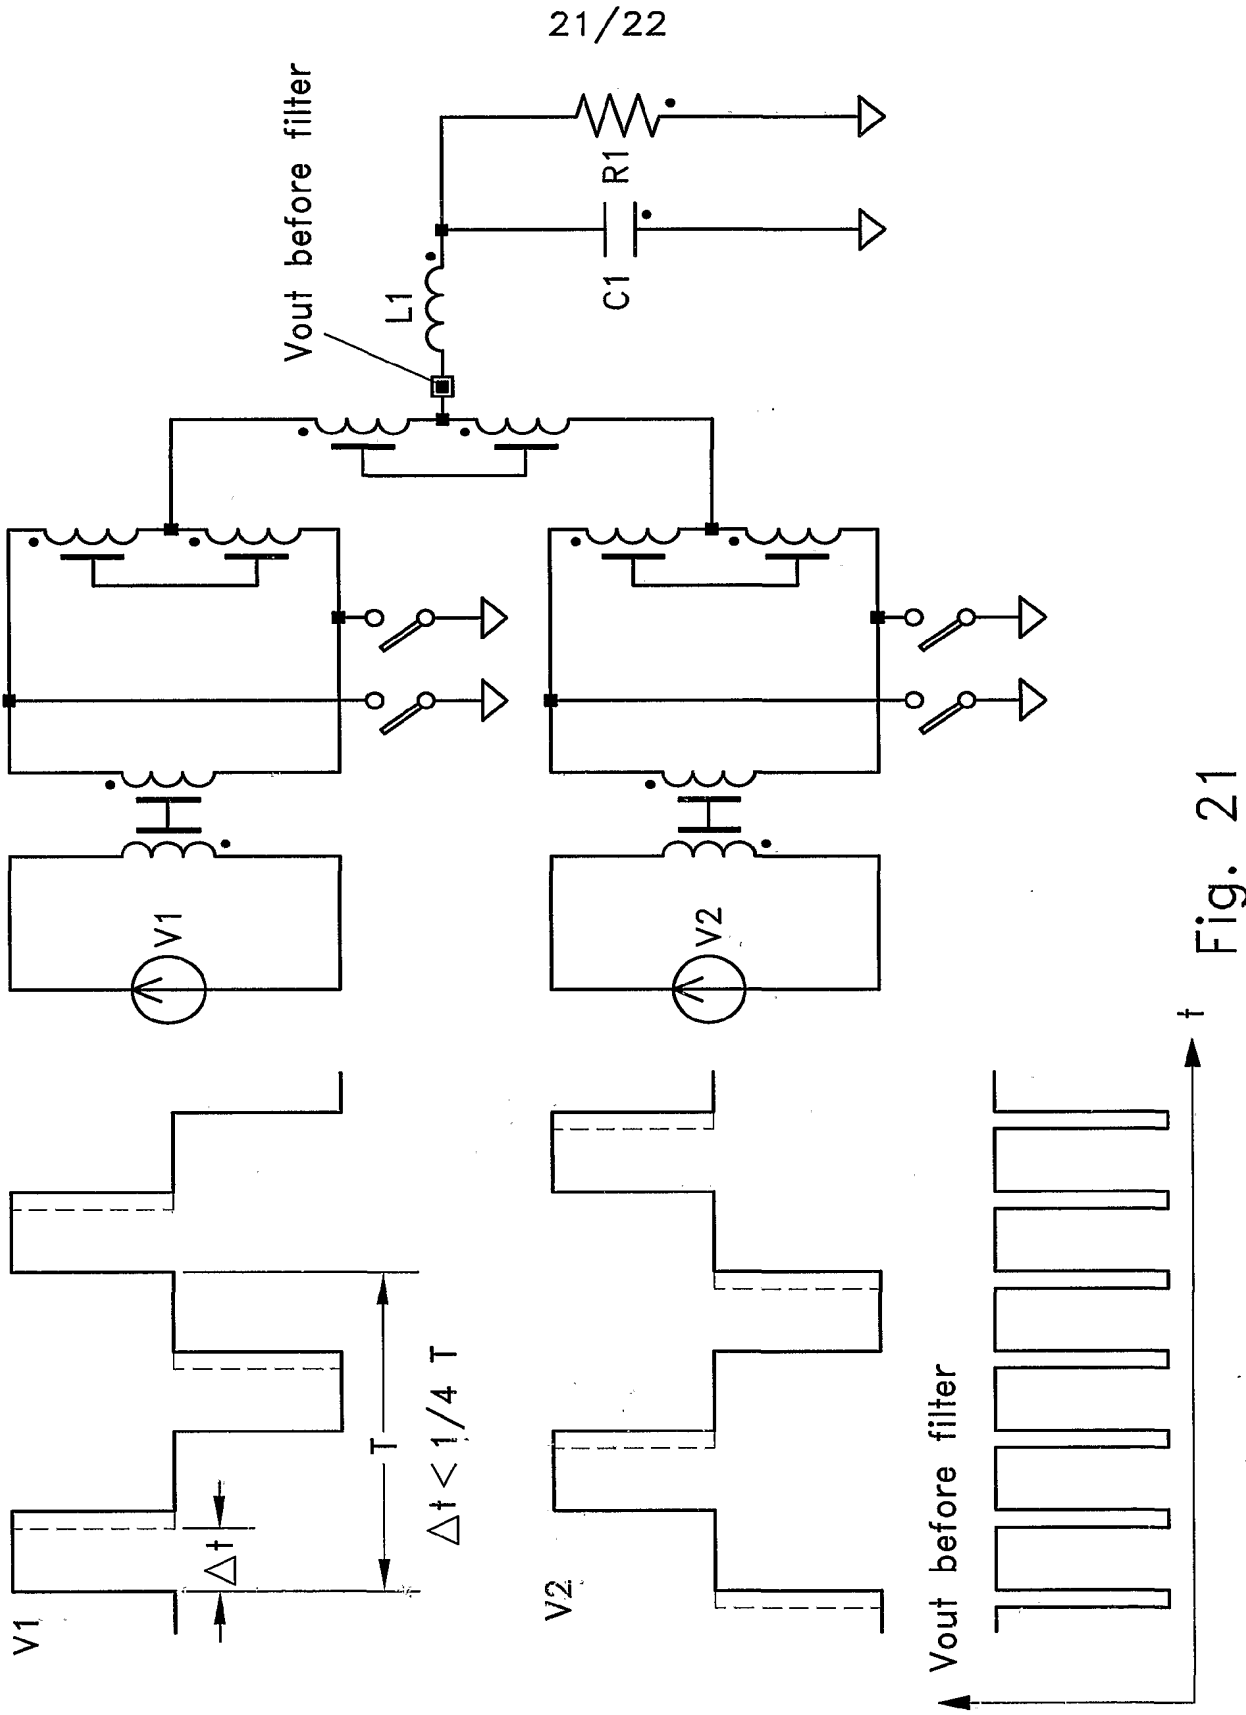 21/22
Vout before filter
L1
C1
R1
V1
V2
V1
Δt
T
Δt < 1/4 T
V2
Vout before filter
t
Fig. 21